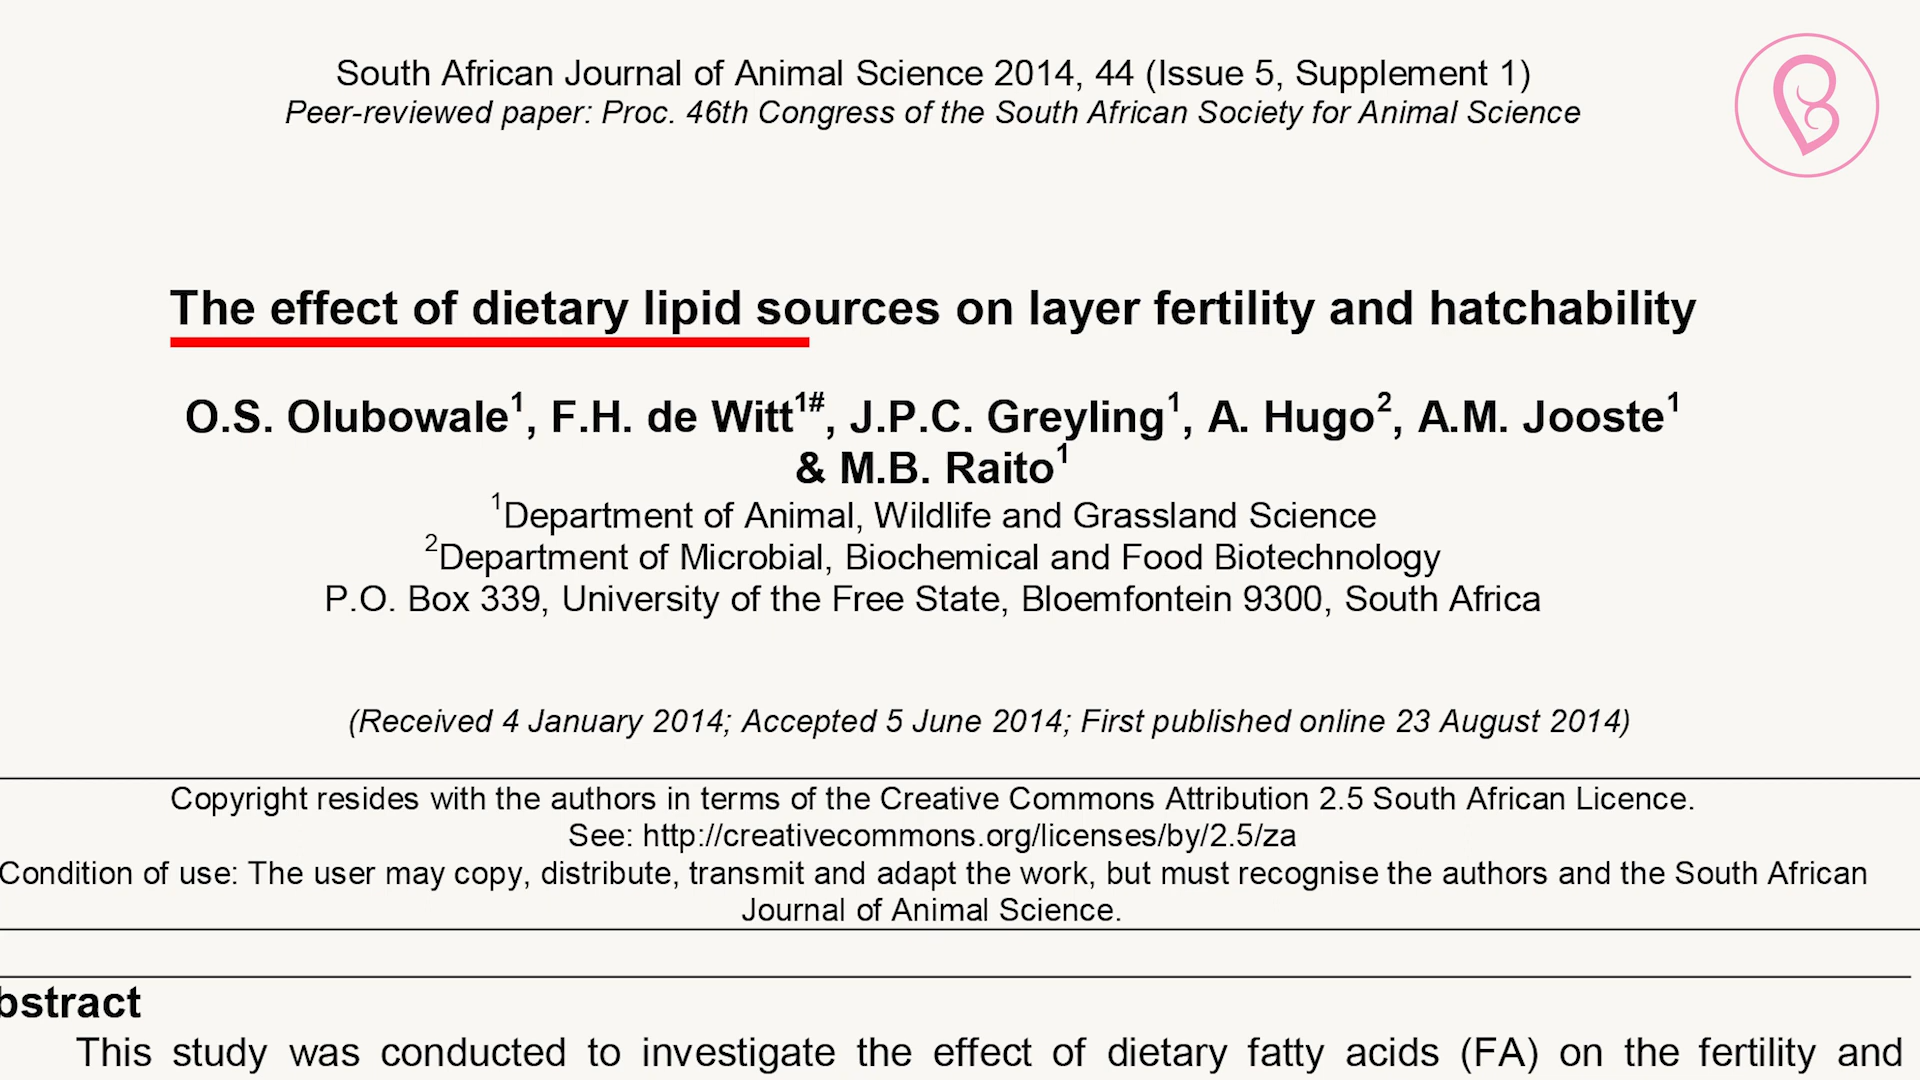 South African Journal of Animal Science 2014, 44 (Issue 5, Supplement 1)
Peer-reviewed paper: Proc. 46th Congress of the South African Society for Animal Science
The effect of dietary lipid sources on layer fertility and hatchability
O.S. Olubowale¹, F.H. de Witt¹#, J.P.C. Greyling¹, A. Hugo², A.M. Jooste¹
& M.B. Raito¹
¹Department of Animal, Wildlife and Grassland Science
²Department of Microbial, Biochemical and Food Biotechnology
P.O. Box 339, University of the Free State, Bloemfontein 9300, South Africa
(Received 4 January 2014; Accepted 5 June 2014; First published online 23 August 2014)
Copyright resides with the authors in terms of the Creative Commons Attribution 2.5 South African Licence.
See: http://creativecommons.org/licenses/by/2.5/za
Condition of use: The user may copy, distribute, transmit and adapt the work, but must recognise the authors and the South African
Journal of Animal Science.
bstract
This study was conducted to investigate the effect of dietary fatty acids (FA) on the fertility and